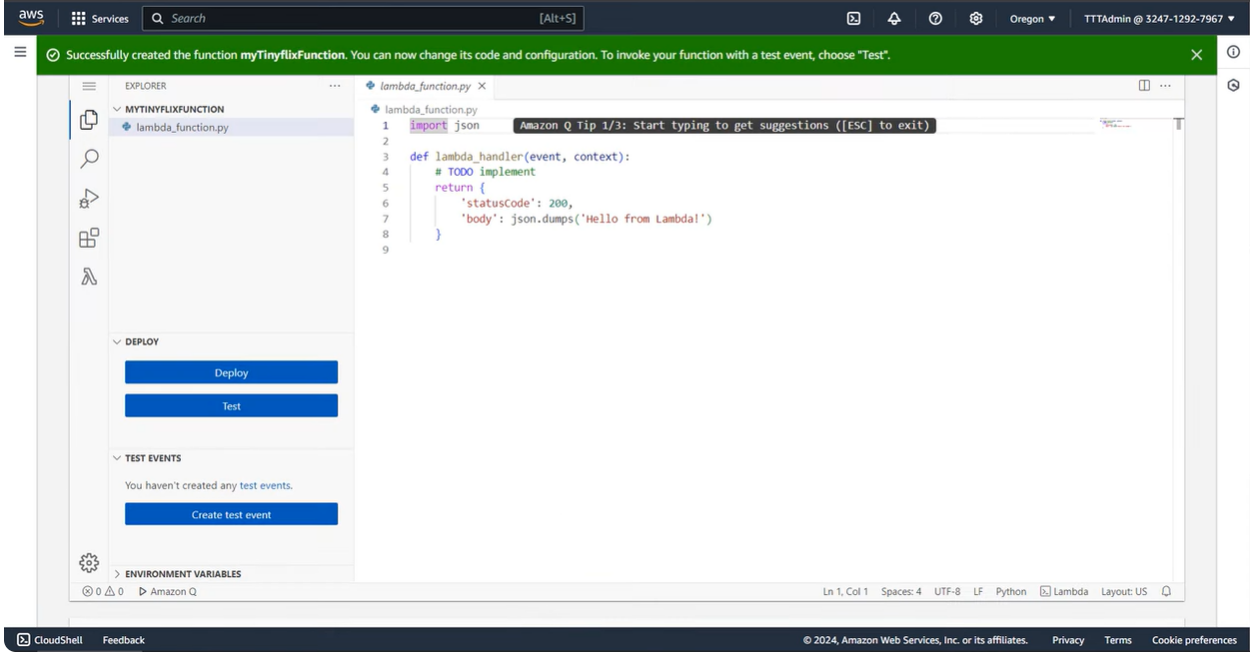 aws Services Search [Alt+S] Oregon ▼ TTTAdmin @ 3247-1292-7967 ▼
Successfully created the function myTinyflixFunction. You can now change its code and configuration. To invoke your function with a test event, choose "Test".
EXPLORER
MYTINYFLIXFUNCTION
lambda_function.py
DEPLOY
Deploy
Test
TEST EVENTS
You haven't created any test events.
Create test event
ENVIRONMENT VARIABLES
lambda_function.py
lambda_function.py
1 import json Amazon Q Tip 1/3: Start typing to get suggestions ([ESC] to exit)
2
3 def lambda_handler(event, context):
4 # TODO implement
5 return {
6 'statusCode': 200,
7 'body': json.dumps('Hello from Lambda!')
8 }
9
0 0 Amazon Q Ln 1, Col 1 Spaces: 4 UTF-8 LF Python Lambda Layout: US
CloudShell Feedback © 2024, Amazon Web Services, Inc. or its affiliates. Privacy Terms Cookie preferences